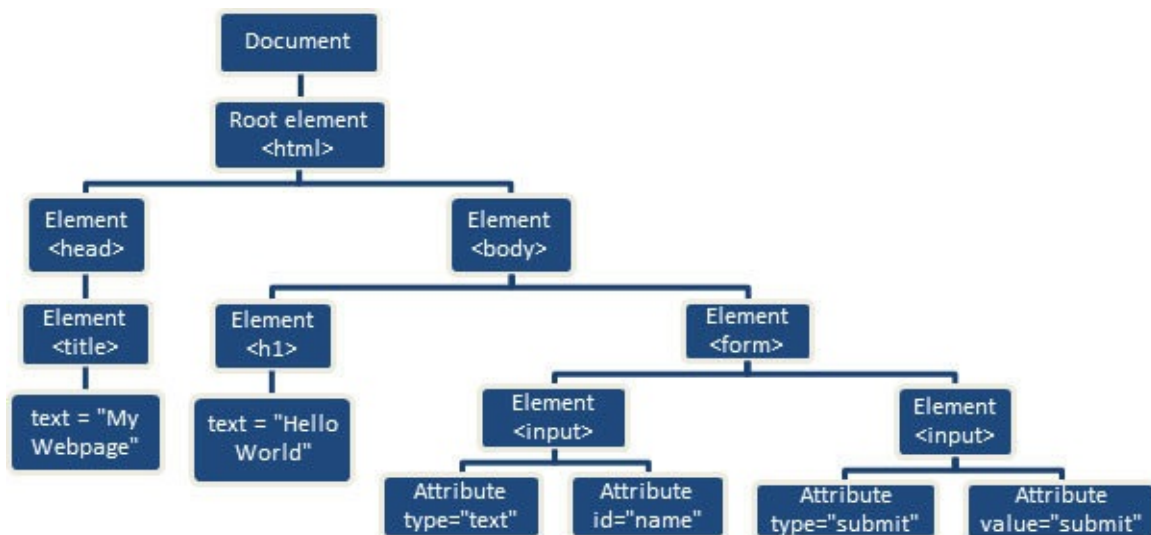 Document
Root element
<html>
Element
<head>
Element
<body>
Element
<title>
Element
<h1>
Element
<form>
text = "My
Webpage"
text = "Hello
World"
Element
<input>
Element
<input>
Attribute
type="text"
Attribute
id="name"
Attribute
type="submit"
Attribute
value="submit"